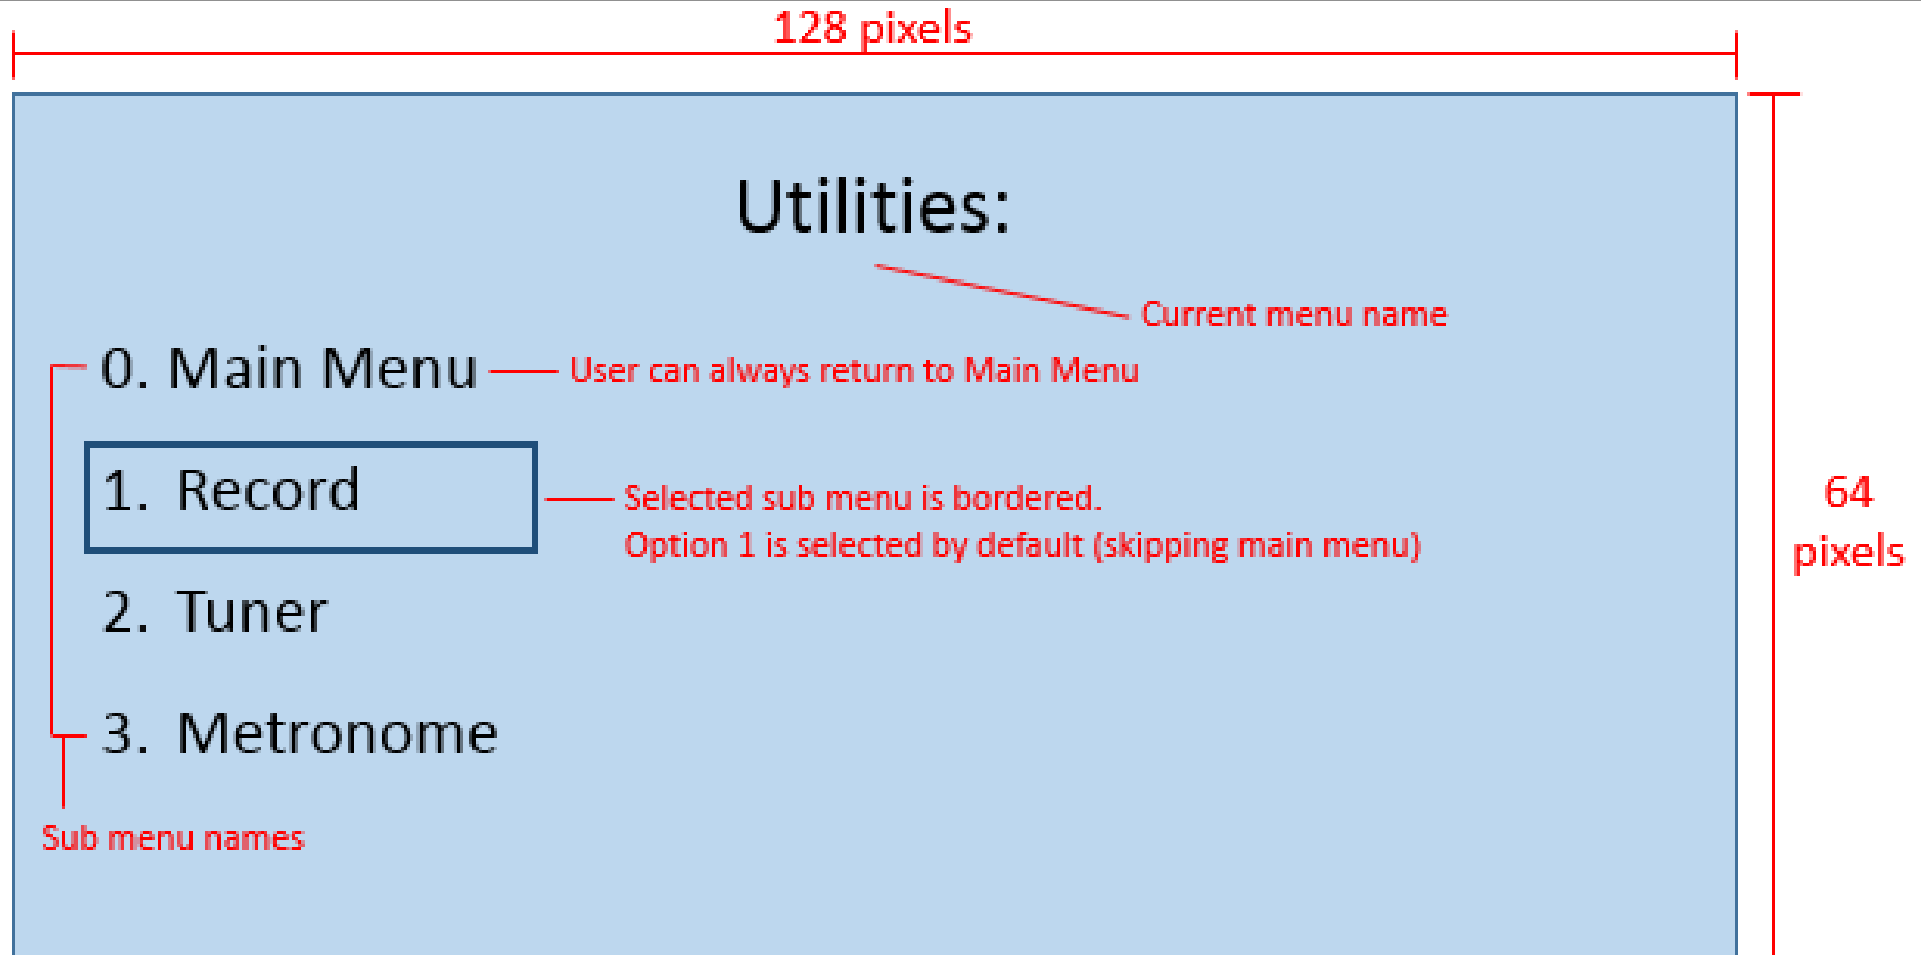 128 pixels
Utilities:
Current menu name
0. Main Menu
User can always return to Main Menu
1. Record
Selected sub menu is bordered.
Option 1 is selected by default (skipping main menu)
64
pixels
2. Tuner
3. Metronome
Sub menu names